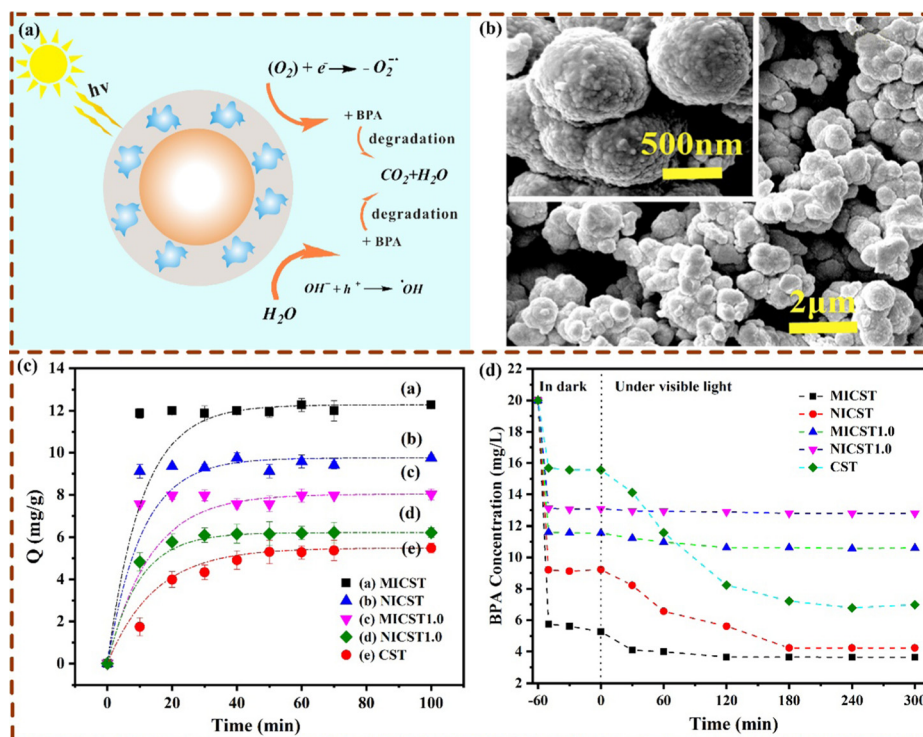 (a)
hν
(O₂) + e⁻ → – O₂⁻˙
+ BPA
degradation
CO₂+H₂O
degradation
+ BPA
OH⁻ + h⁺ → ˙OH
H₂O
(b)
500nm
2μm
(c)
14
12
10
8
6
4
2
0
Q (mg/g)
(a)
(b)
(c)
(d)
(e)
(a) MICST
(b) NICST
(c) MICST1.0
(d) NICST1.0
(e) CST
0 20 40 60 80 100
Time (min)
(d)
20
18
16
14
12
10
8
6
4
2
BPA Concentration (mg/L)
In dark
Under visible light
MICST
NICST
MICST1.0
NICST1.0
CST
-60 0 60 120 180 240 300
Time (min)